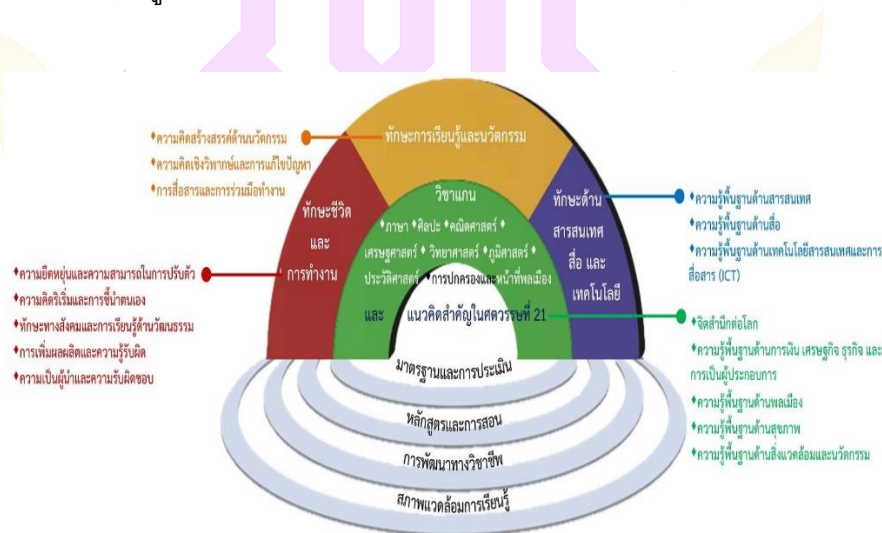 ทักษะการเรียนรู้และนวัตกรรม
♦ความคิดสร้างสรรค์ด้านนวัตกรรม
♦ความคิดเชิงวิพากษ์และการแก้ไขปัญหา
♦การสื่อสารและการร่วมมือทำงาน
ทักษะชีวิต
และ
การทำงาน
♦ความยืดหยุ่นและความสามารถในการปรับตัว
♦ความคิดริเริ่มและการชี้นำตนเอง
♦ทักษะทางสังคมและการเรียนรู้ด้านวัฒนธรรม
♦การเพิ่มผลผลิตและความรู้รับผิด
♦ความเป็นผู้นำและความรับผิดชอบ
วิชาแกน
♦ภาษา ♦ศิลปะ ♦คณิตศาสตร์ ♦
เศรษฐศาสตร์ ♦ วิทยาศาสตร์ ♦ภูมิศาสตร์ ♦
ประวัติศาสตร์ ♦การปกครองและหน้าที่พลเมือง
และ แนวคิดสำคัญในศตวรรษที่ 21
ทักษะด้าน
สารสนเทศ
สื่อ และ
เทคโนโลยี
♦ความรู้พื้นฐานด้านสารสนเทศ
♦ความรู้พื้นฐานด้านสื่อ
♦ความรู้พื้นฐานด้านเทคโนโลยีสารสนเทศและการ
สื่อสาร (ICT)
♦จิตสำนึกต่อโลก
♦ความรู้พื้นฐานด้านการเงิน เศรษฐกิจ ธุรกิจ และ
การเป็นผู้ประกอบการ
♦ความรู้พื้นฐานด้านพลเมือง
♦ความรู้พื้นฐานด้านสุขภาพ
♦ความรู้พื้นฐานด้านสิ่งแวดล้อมและนวัตกรรม
มาตรฐานและการประเมิน
หลักสูตรและการสอน
การพัฒนาทางวิชาชีพ
สภาพแวดล้อมการเรียนรู้